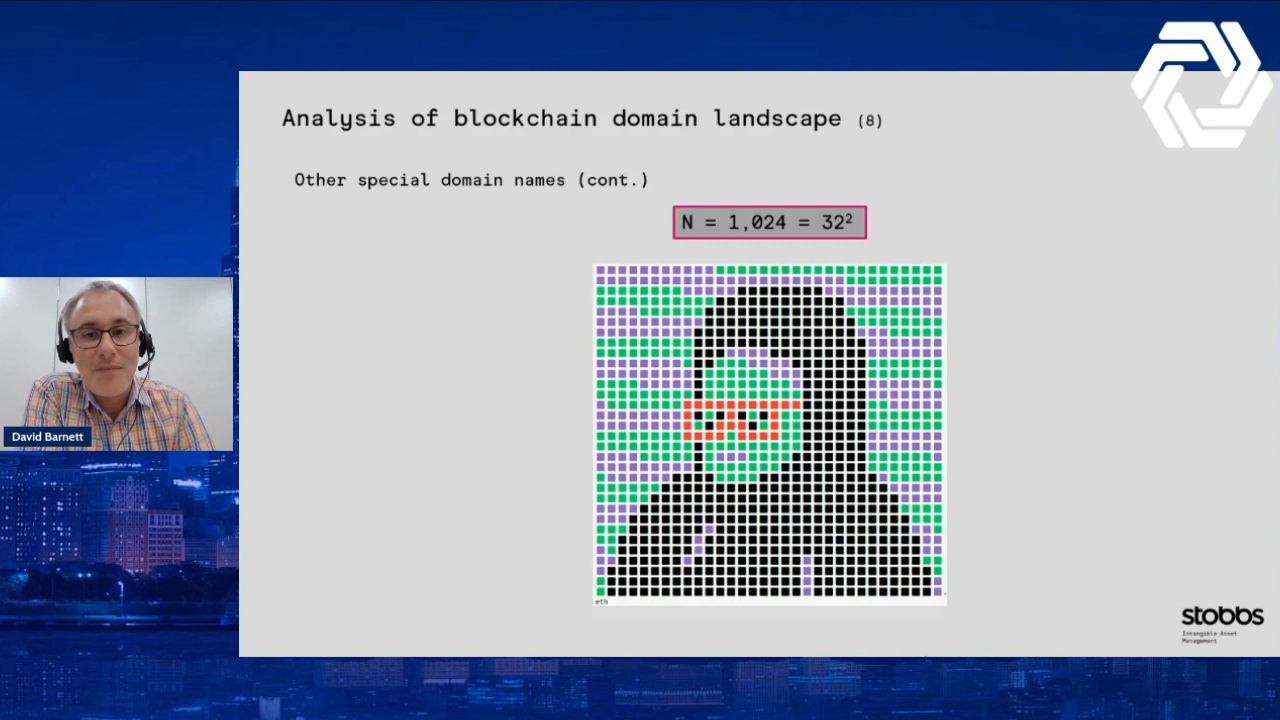 Analysis of blockchain domain landscape (8)
Other special domain names (cont.)
N = 1,024 = 32²
David Barnett
eth
stobbs
Intangible Asset
Management